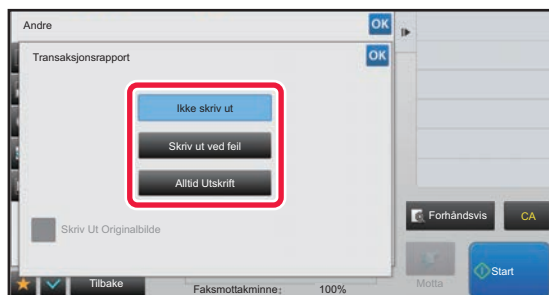 Andre
OK
Transaksjonsrapport
OK
Ikke skriv ut
Skriv ut ved feil
Alltid Utskrift
Skriv Ut Originalbilde
Forhåndsvis
CA
Tilbake
Faksmottakminne:
100%
Motta
Start